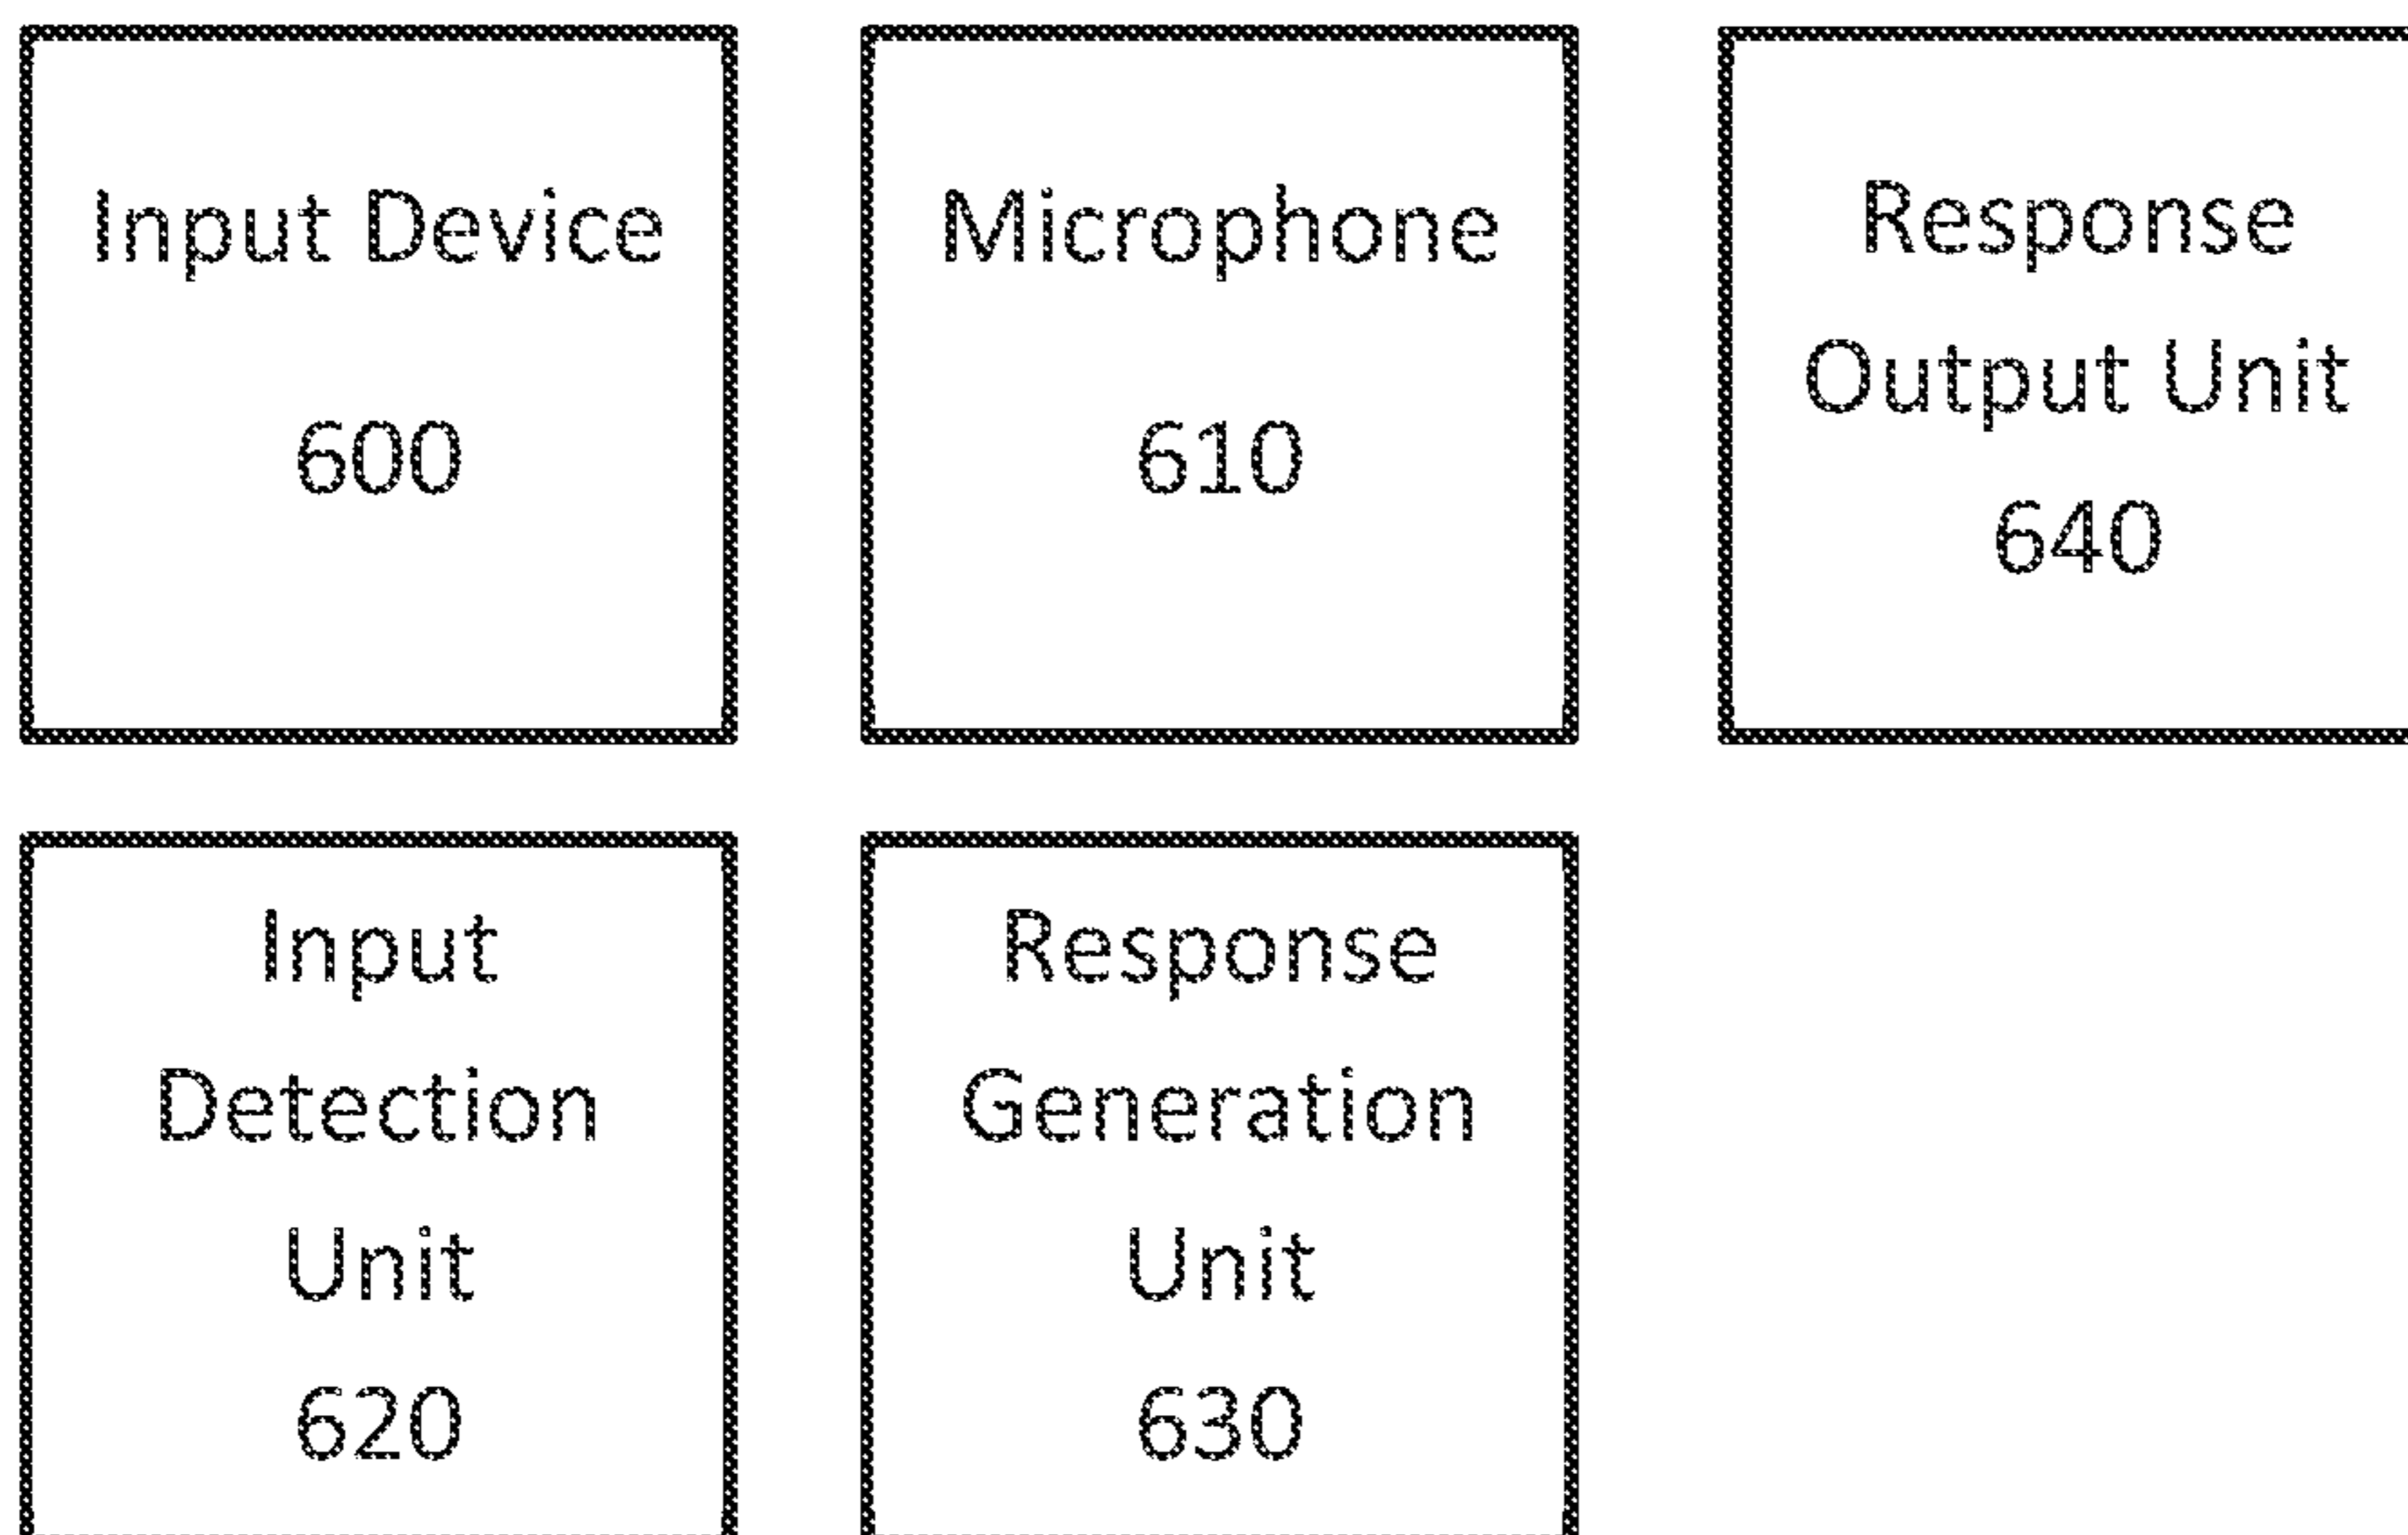 Input Device
600
Microphone
610
Response
Output Unit
640
Input
Detection
Unit
620
Response
Generation
Unit
630